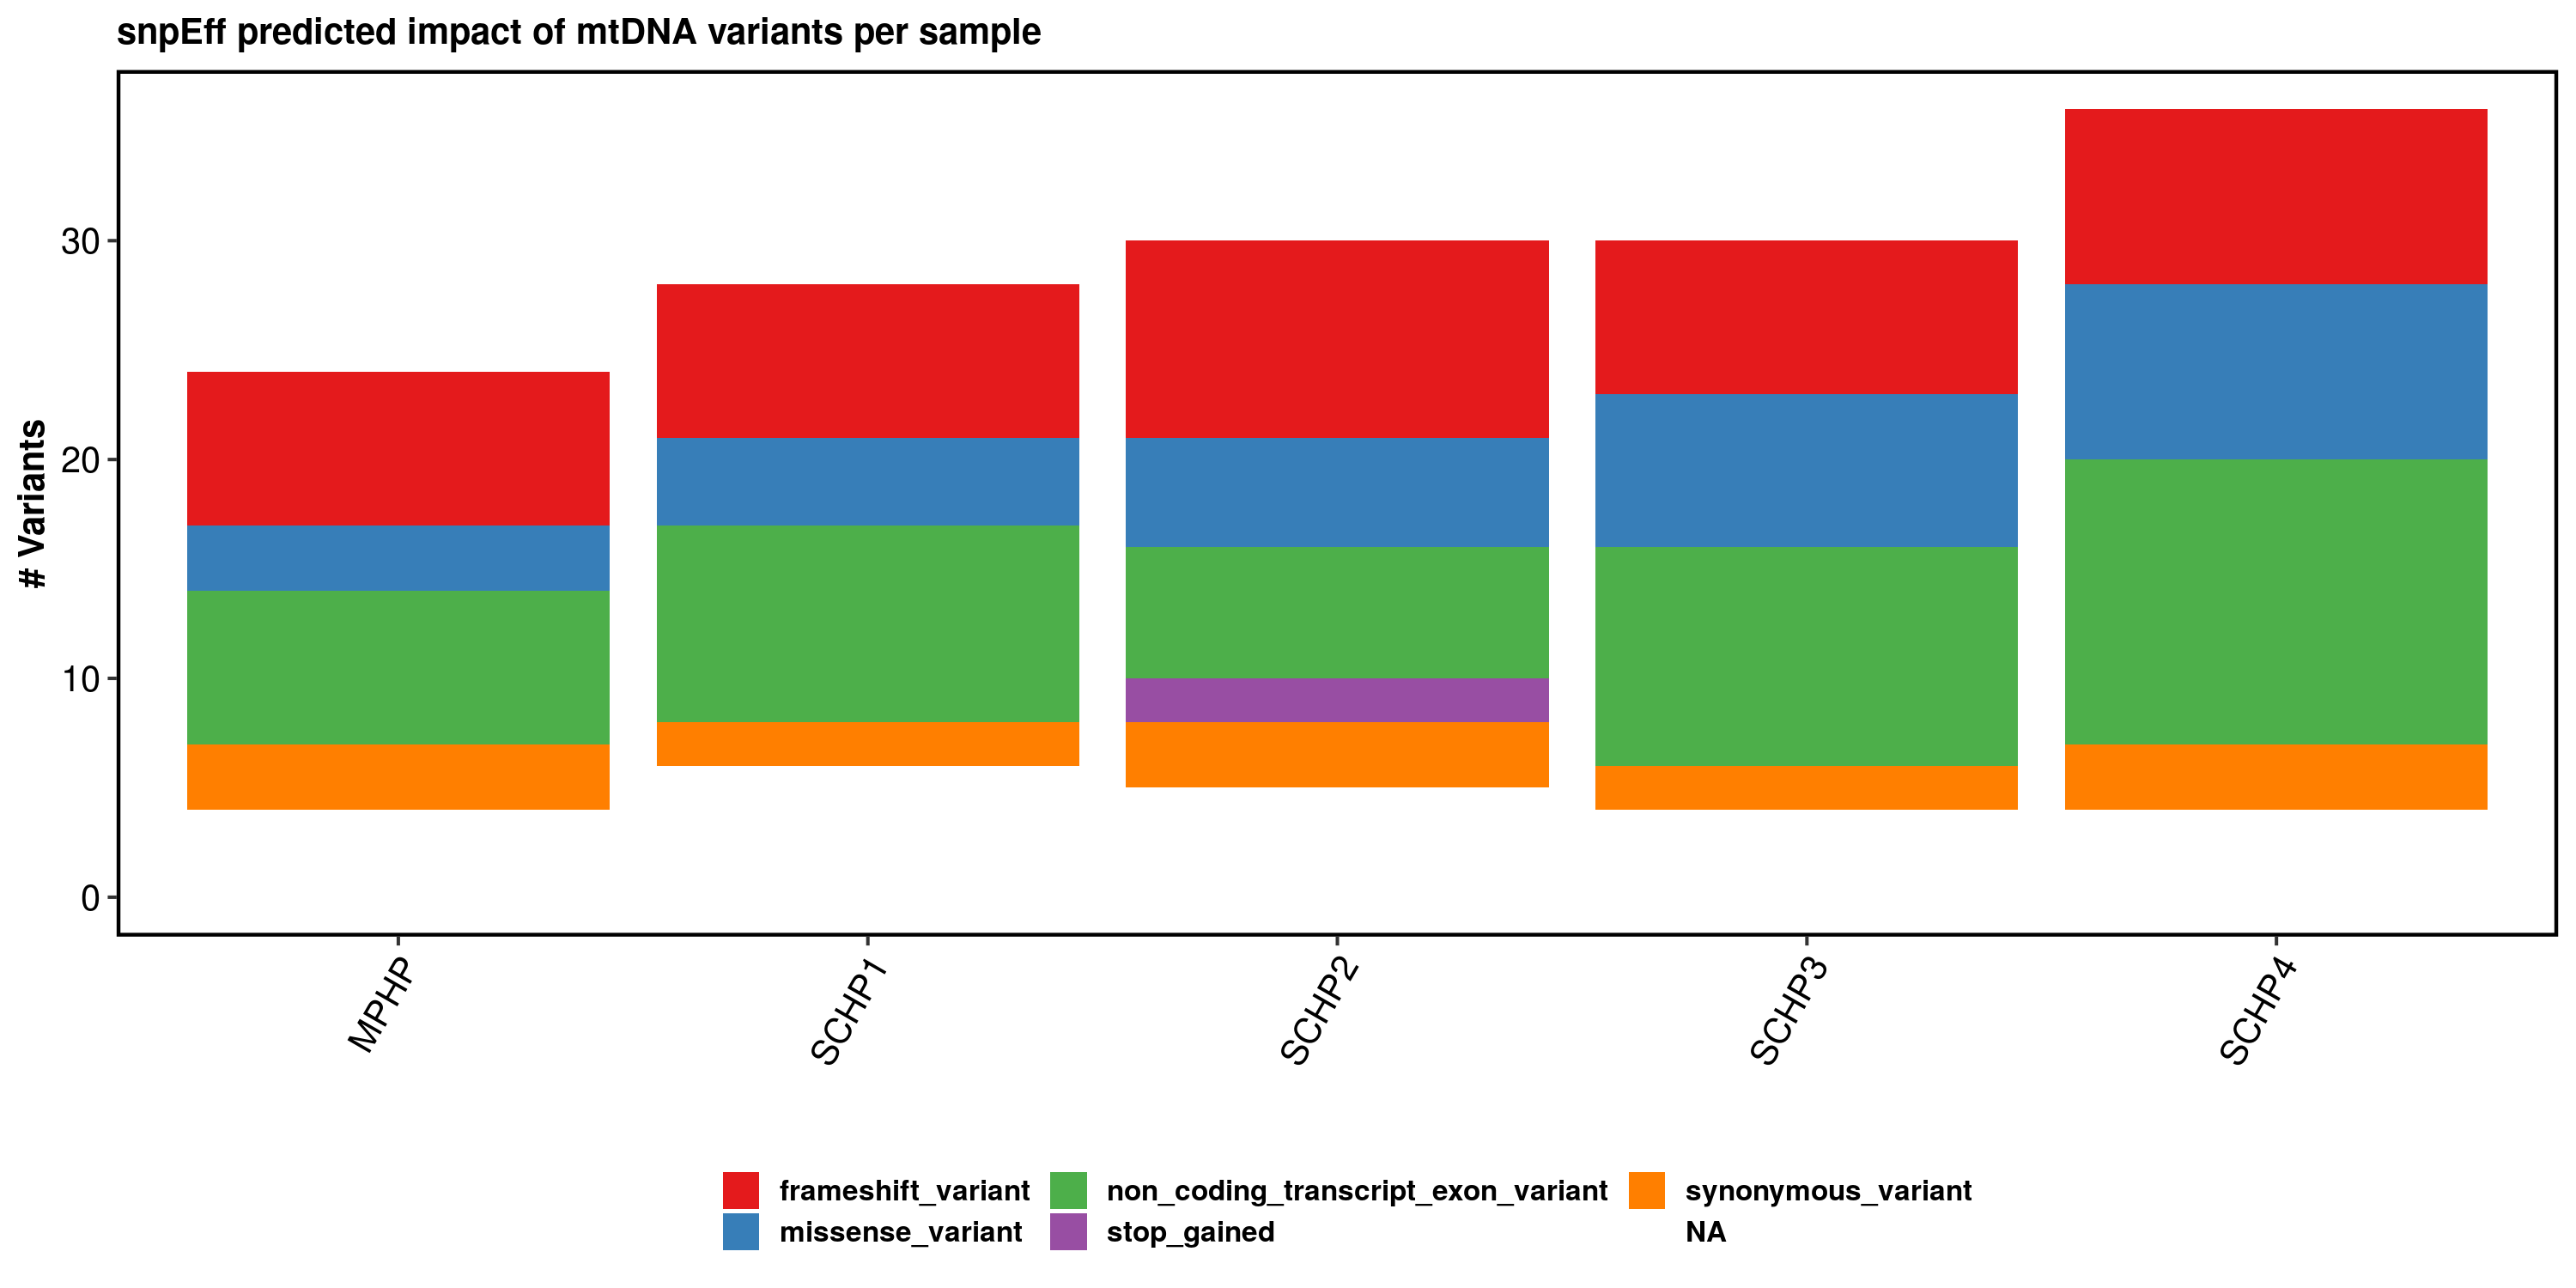 snpEff predicted impact of mtDNA variants per sample
# Variants
30
20
10
0
MPHP
SCHP1
SCHP2
SCHP3
SCHP4
frameshift_variant
non_coding_transcript_exon_variant
synonymous_variant
missense_variant
stop_gained
NA